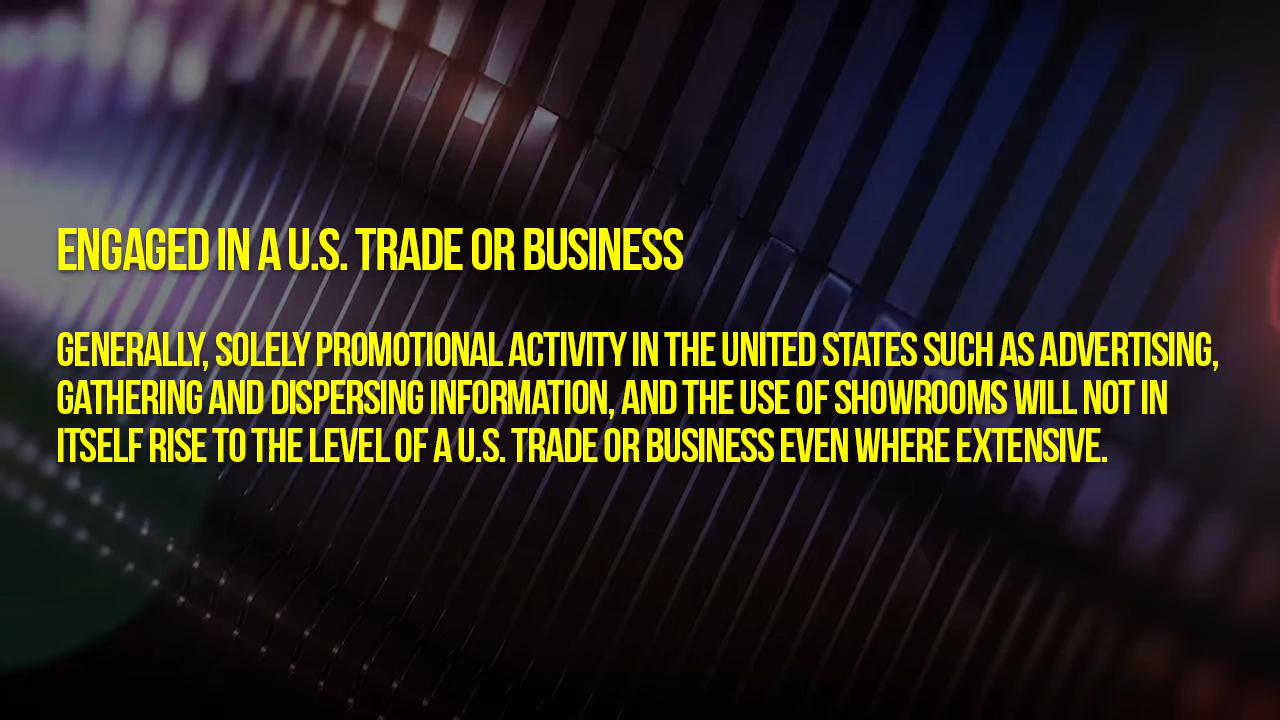 ENGAGED IN A U.S. TRADE OR BUSINESS
GENERALLY, SOLELY PROMOTIONAL ACTIVITY IN THE UNITED STATES SUCH AS ADVERTISING,
GATHERING AND DISPERSING INFORMATION, AND THE USE OF SHOWROOMS WILL NOT IN
ITSELF RISE TO THE LEVEL OF A U.S. TRADE OR BUSINESS EVEN WHERE EXTENSIVE.